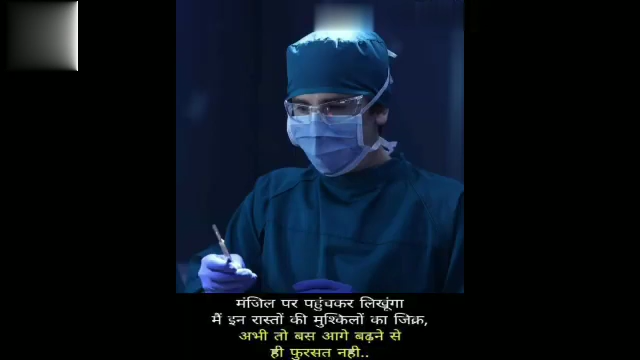 मंजिल पर पहुंचकर लिखूंगा
मैं इन रास्तों की मुश्किलों का जिक्र,
अभी तो बस आगे बढ़ने से
ही फुरसत नही..